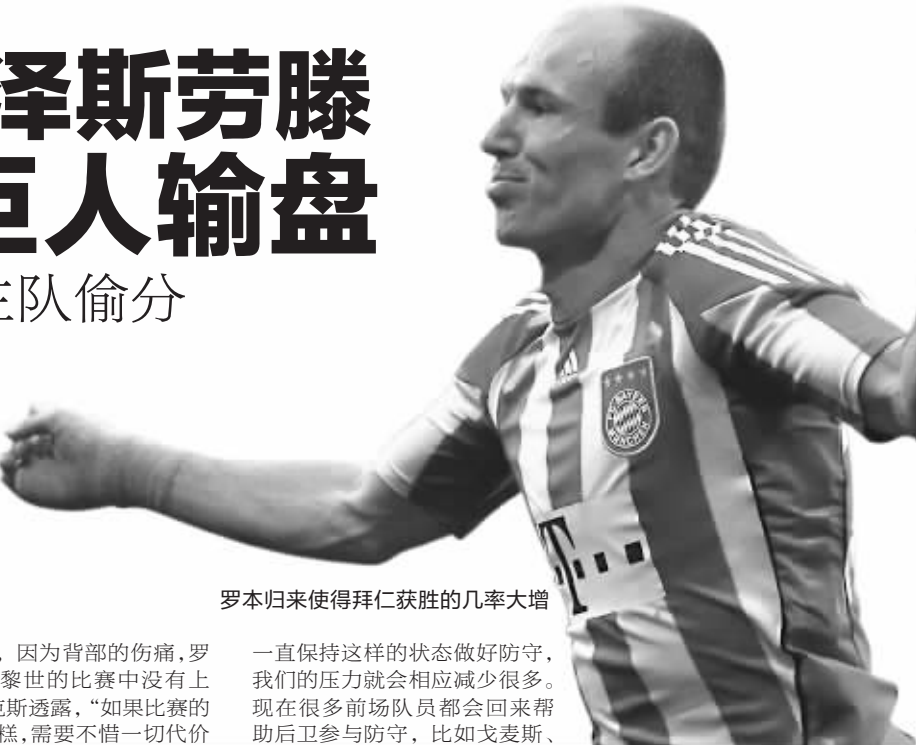 泽斯劳滕
巨人输盘
主队偷分
FC BAYERN
MÜNCHEN
T
罗本归来使得拜仁获胜的几率大增
，因为背部的伤痛，罗
黎世的比赛中没有上
克斯透露，“如果比赛的
糕，需要不惜一切代价
一直保持这样的状态做好防守，
我们的压力就会相应减少很多。
现在很多前场队员都会回来帮
助后卫参与防守，比如戈麦斯、